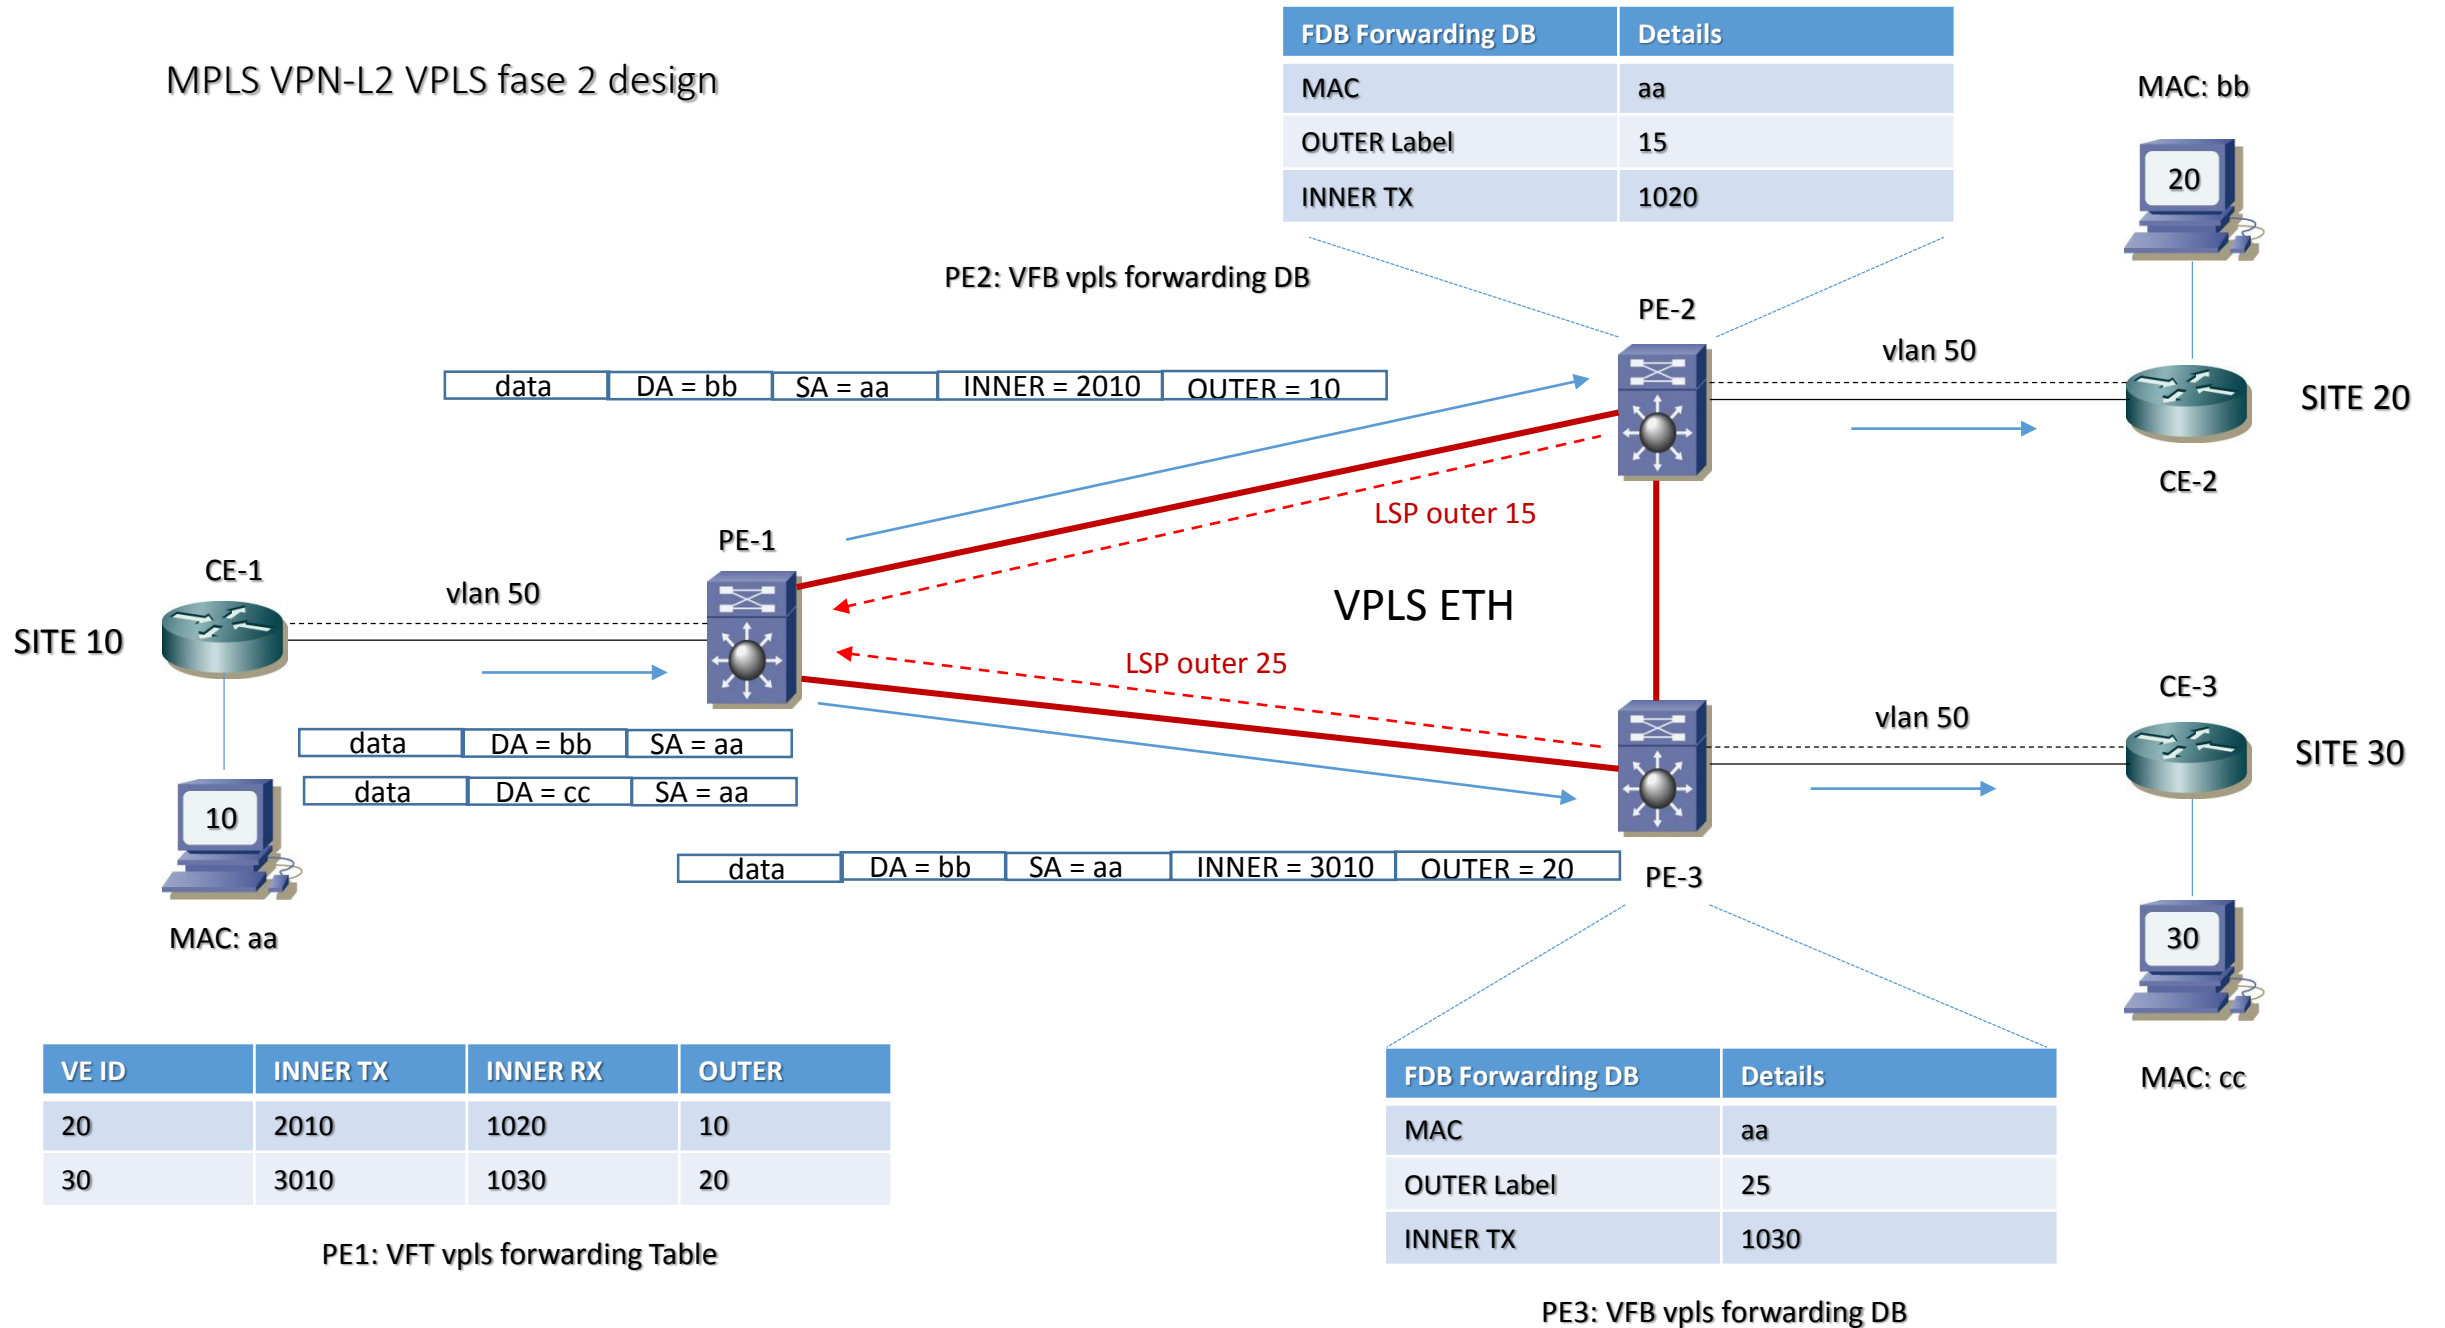 MPLS VPN-L2 VPLS fase 2 design
FDB Forwarding DB Details
MAC aa
OUTER Label 15
INNER TX 1020
MAC: bb
20
PE2: VFB vpls forwarding DB
PE-2
vlan 50
data DA = bb SA = aa INNER = 2010 OUTER = 10
SITE 20
CE-2
LSP outer 15
PE-1
CE-1
vlan 50
VPLS ETH
SITE 10
LSP outer 25
CE-3
vlan 50
data DA = bb SA = aa
SITE 30
data DA = cc SA = aa
10
data DA = bb SA = aa INNER = 3010 OUTER = 20
PE-3
MAC: aa
30
VE ID INNER TX INNER RX OUTER
20 2010 1020 10
30 3010 1030 20
PE1: VFT vpls forwarding Table
FDB Forwarding DB Details
MAC aa
OUTER Label 25
INNER TX 1030
MAC: cc
PE3: VFB vpls forwarding DB